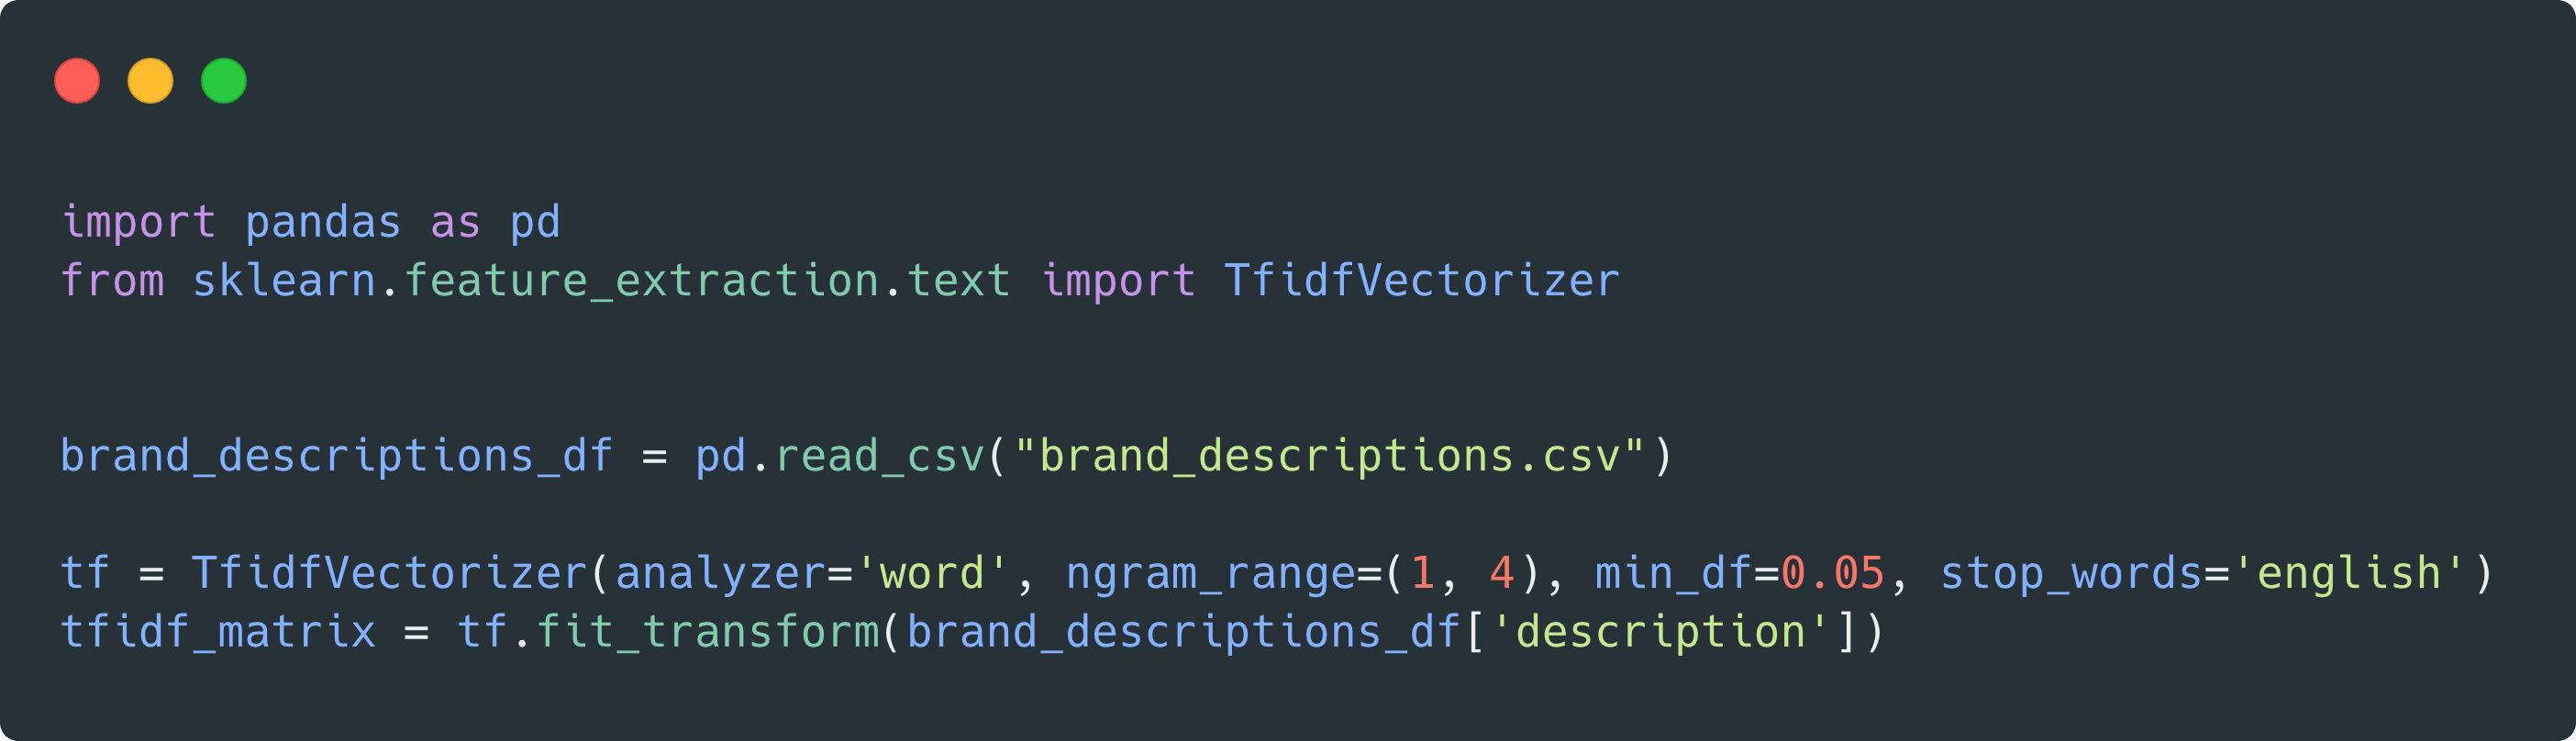 import pandas as pd
from sklearn.feature_extraction.text import TfidfVectorizer
brand_descriptions_df = pd.read_csv("brand_descriptions.csv")
tf = TfidfVectorizer(analyzer='word', ngram_range=(1, 4), min_df=0.05, stop_words='english')
tfidf_matrix = tf.fit_transform(brand_descriptions_df['description'])